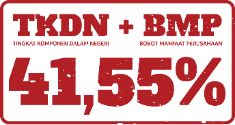 TKDN + BMP
TINGKAT KOMPONEN DALAM NEGERI BOBOT MANFAAT PERUSAHAAN
41,55%